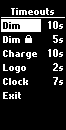 Timeouts
Dim 10s
Dim 🔒 5s
Charge 10s
Logo 2s
Clock 7s
Exit